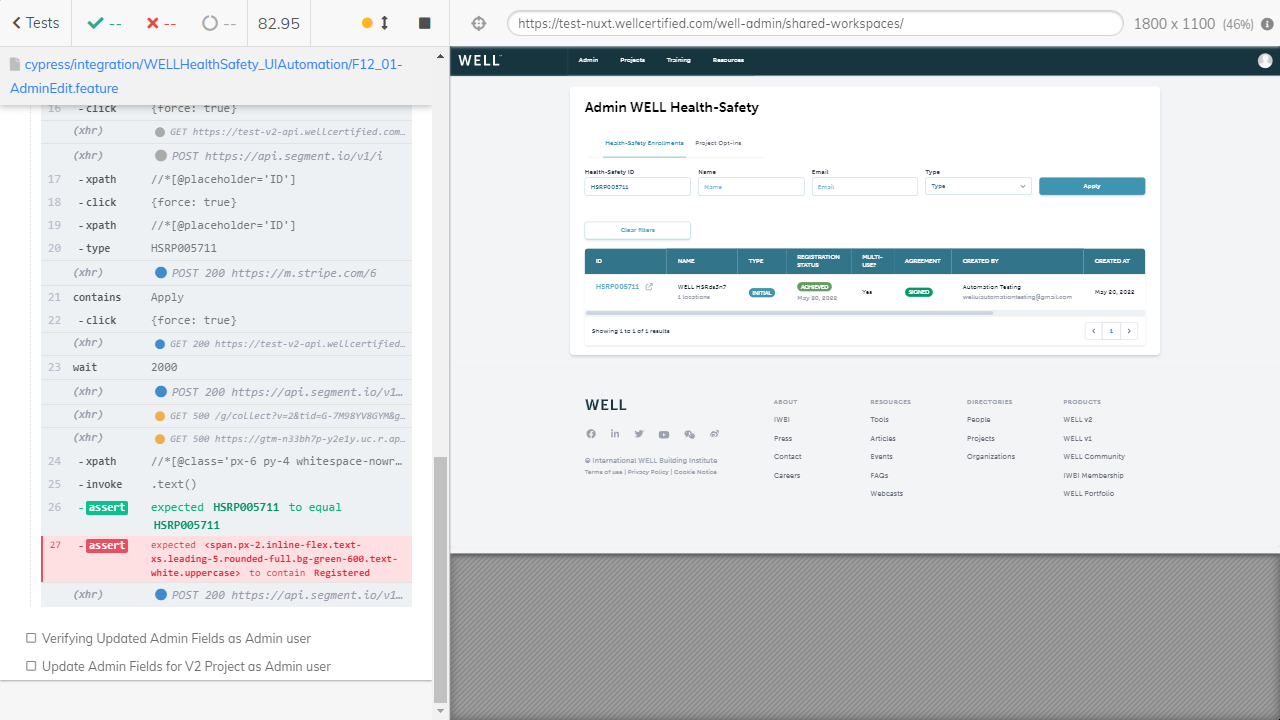 Tests
--
--
--
82.95
https://test-nuxt.wellcertified.com/well-admin/shared-workspaces/
1800 x 1100 (46%)
cypress/integration/WELLHealthSafety_UIAutomation/F12_01-
AdminEdit.feature
16 - click {force: true}
(xhr) GET https://test-v2-api.wellcertified.com…
(xhr) POST https://api.segment.io/v1/i
17 - xpath //*[@placeholder='ID']
18 - click {force: true}
19 - xpath //*[@placeholder='ID']
20 - type HSRP005711
(xhr) POST 200 https://m.stripe.com/6
21 contains Apply
22 - click {force: true}
(xhr) GET 200 https://test-v2-api.wellcertified…
23 wait 2000
(xhr) POST 200 https://api.segment.io/v1…
(xhr) GET 500 /g/collect?v=2&tid=G-7M98YV8GYM&g…
(xhr) GET 500 https://gtm-n33bh7p-y2e1y.uc.r.ap…
24 - xpath //*[@class='px-6 py-4 whitespace-nowr…
25 - invoke .text()
26 - assert expected HSRP005711 to equal
HSRP005711
27 - assert expected <span.px-2.inline-flex.text-
xs.leading-5.rounded-full.bg-green-600.text-
white.uppercase> to contain Registered
(xhr) POST 200 https://api.segment.io/v1…
Verifying Updated Admin Fields as Admin user
Update Admin Fields for V2 Project as Admin user
WELL
Admin Projects Training Resources
Admin WELL Health-Safety
Health-Safety Enrollments Project Opt-ins
Health-Safety ID Name Email Type
HSRP005711 Name Email Type Apply
Clear filters
ID NAME TYPE REGISTRATION STATUS MULTI-USE? AGREEMENT CREATED BY CREATED AT
HSRP005711 WELL HSRds3n7 INITIAL ACHIEVED Yes SIGNED Automation Testing May 20, 2022
1 locations May 20, 2022 welluiautomationtesting@gmail.com
Showing 1 to 1 of 1 results 1
WELL
© International WELL Building Institute
Terms of use | Privacy Policy | Cookie Notice
ABOUT
IWBI
Press
Contact
Careers
RESOURCES
Tools
Articles
Events
FAQs
Webcasts
DIRECTORIES
People
Projects
Organizations
PRODUCTS
WELL v2
WELL v1
WELL Community
IWBI Membership
WELL Portfolio